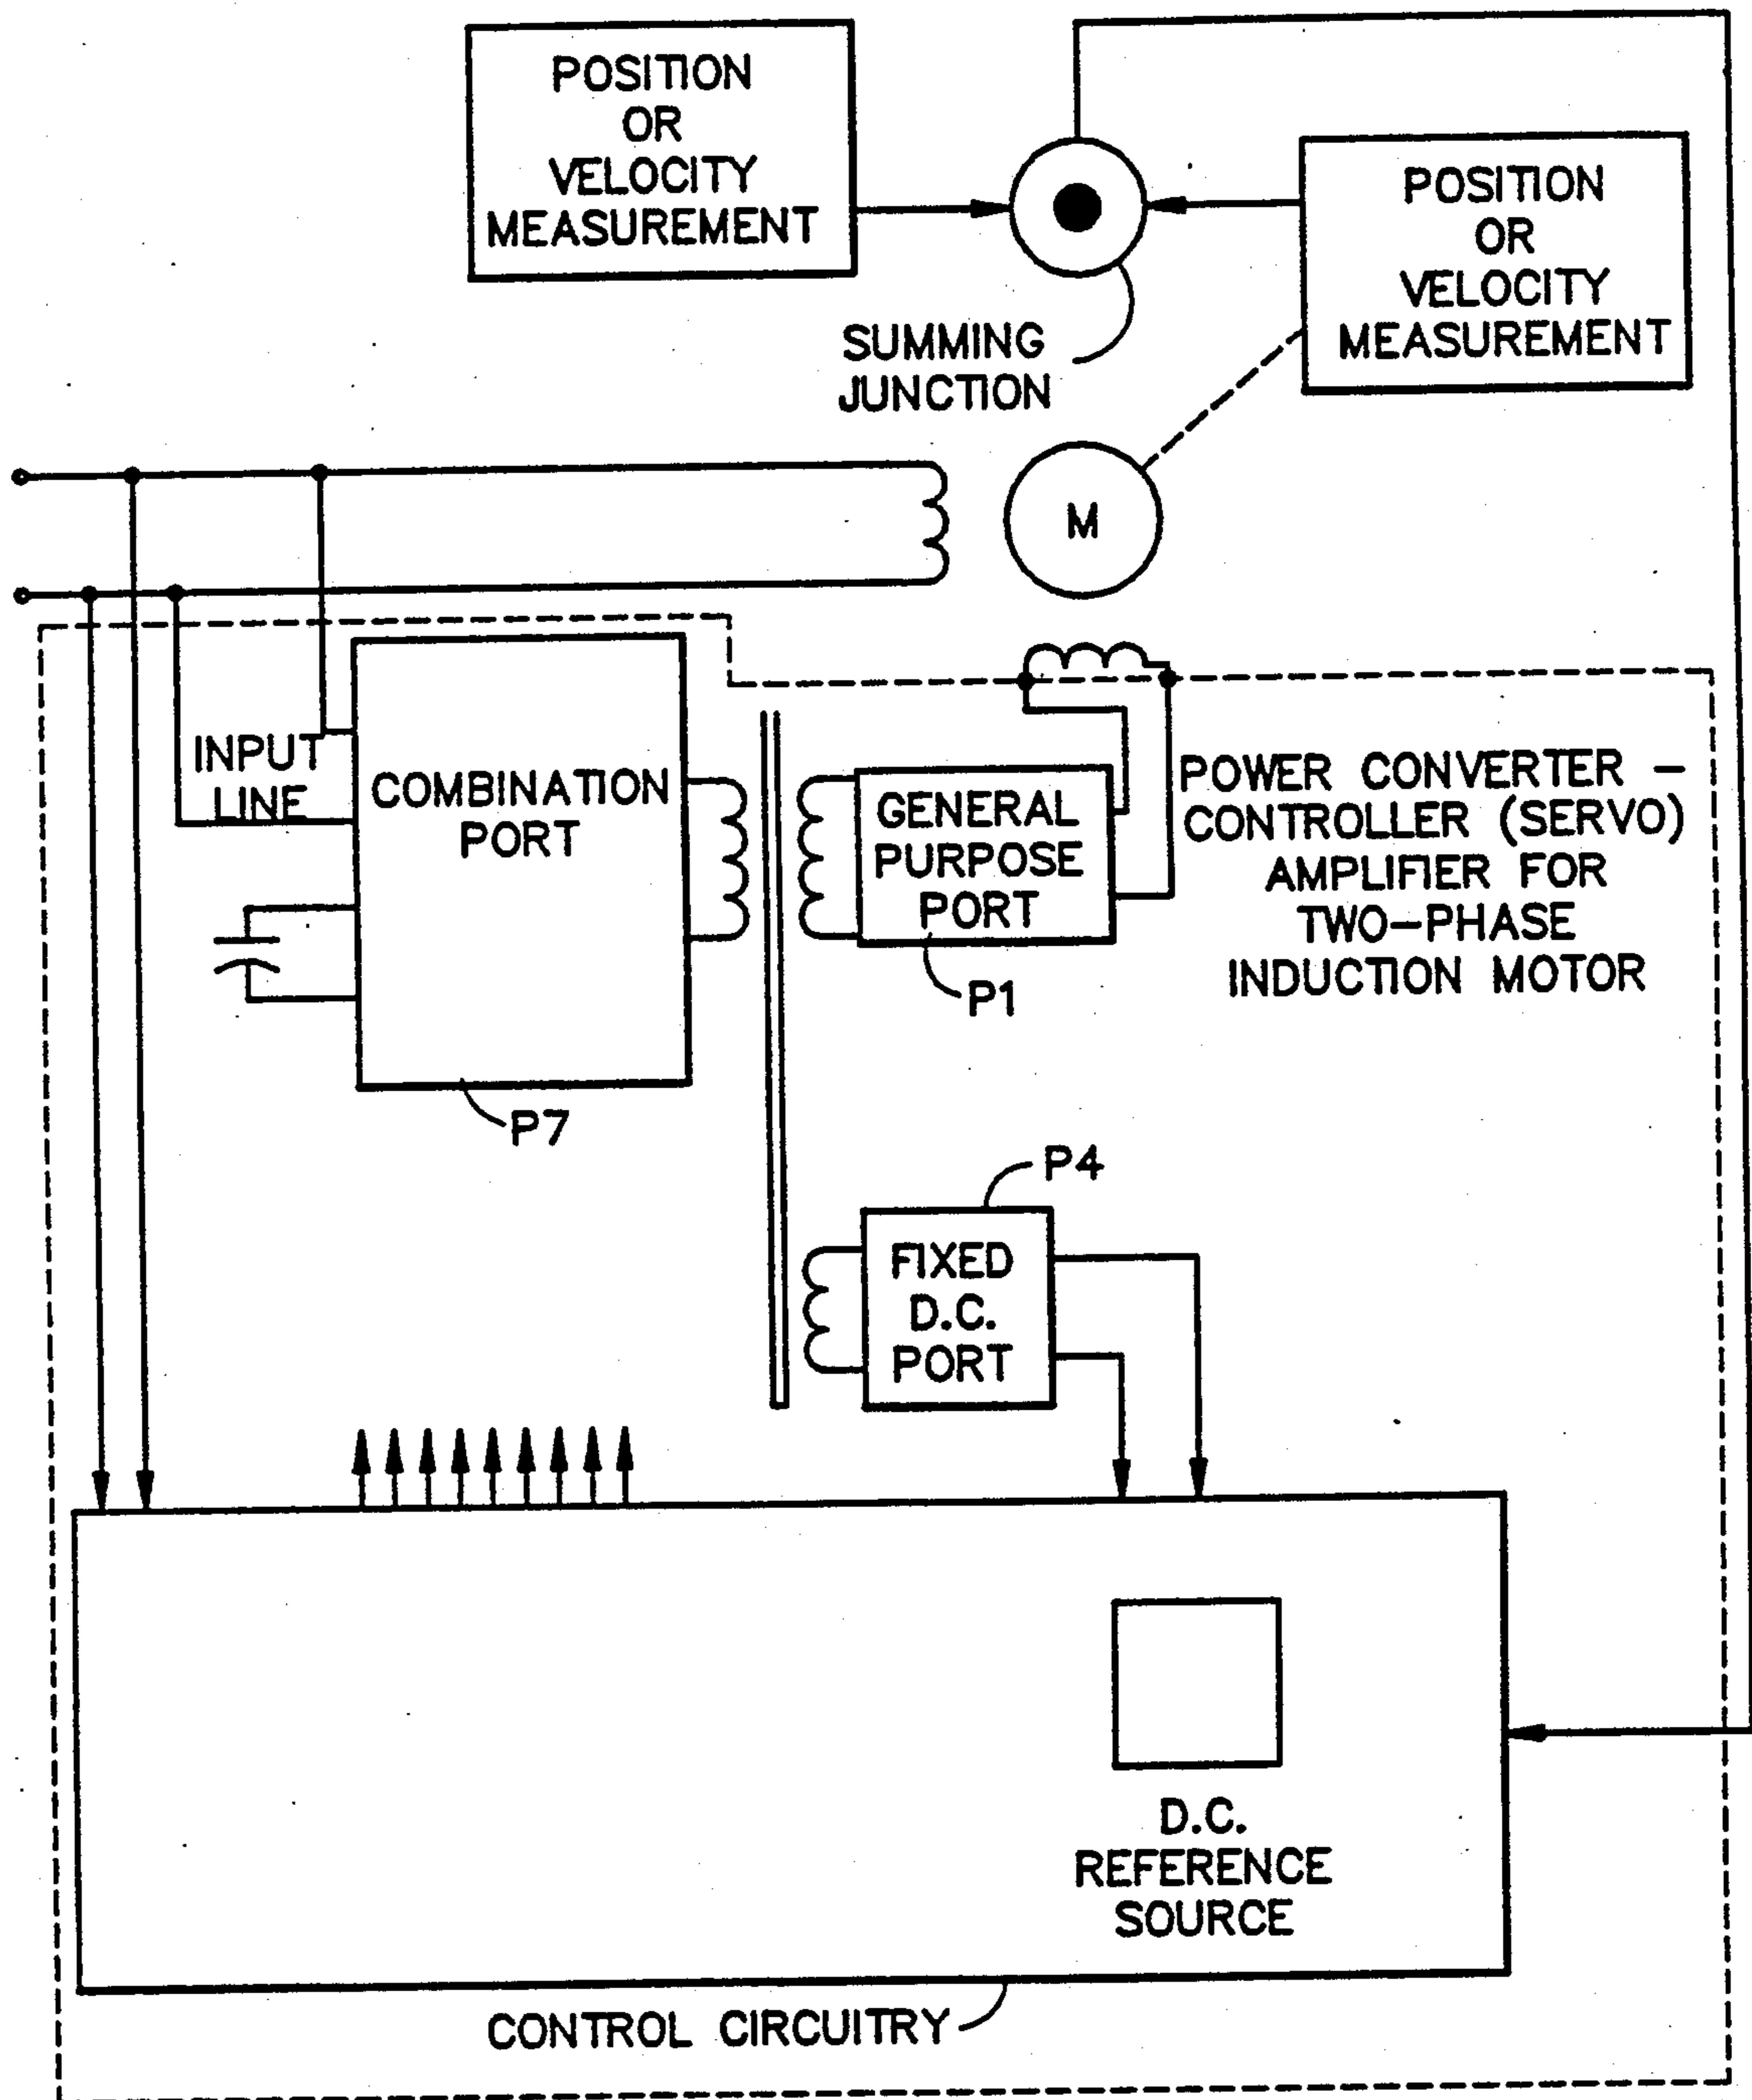 POSITION
OR
VELOCITY
MEASUREMENT
POSITION
OR
VELOCITY
MEASUREMENT
SUMMING
JUNCTION
M
INPUT
LINE
COMBINATION
PORT
GENERAL
PURPOSE
PORT
POWER CONVERTER –
CONTROLLER (SERVO)
AMPLIFIER FOR
TWO–PHASE
INDUCTION MOTOR
P1
P7
P4
FIXED
D.C.
PORT
D.C.
REFERENCE
SOURCE
CONTROL CIRCUITRY